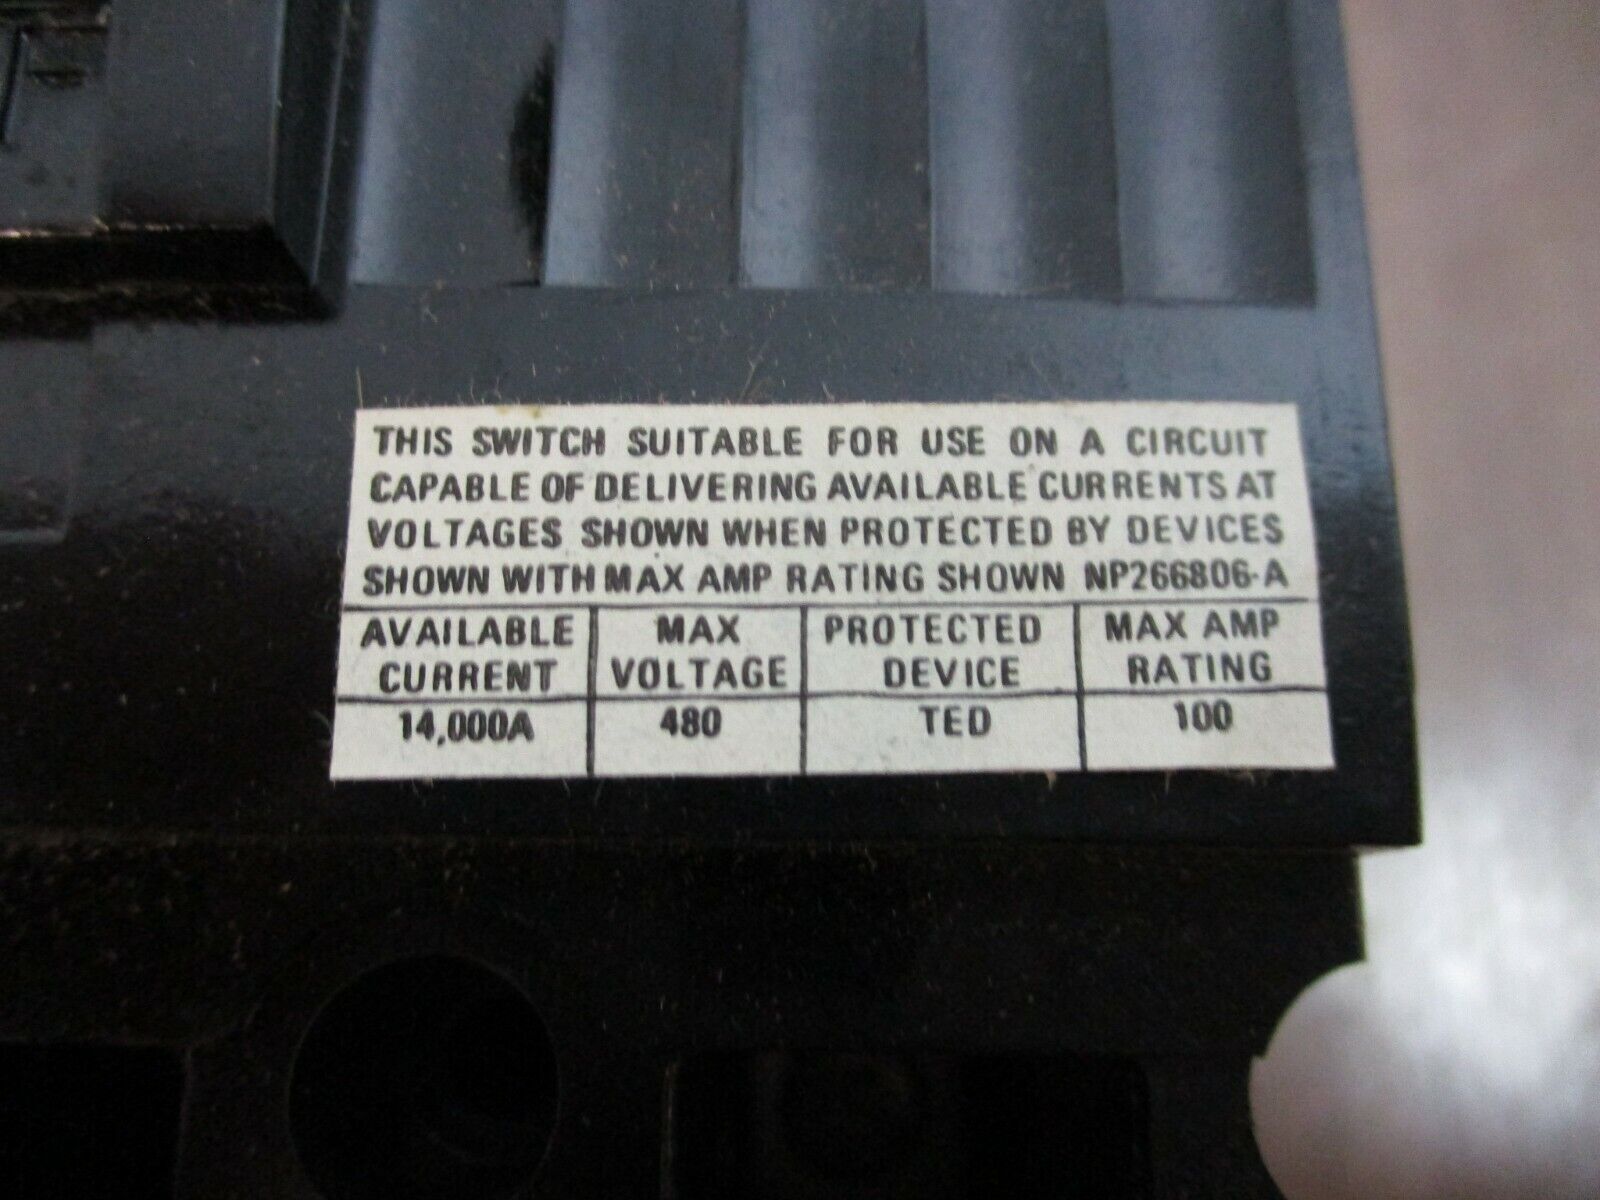 THIS SWITCH SUITABLE FOR USE ON A CIRCUIT
CAPABLE OF DELIVERING AVAILABLE CURRENTS AT
VOLTAGES SHOWN WHEN PROTECTED BY DEVICES
SHOWN WITH MAX AMP RATING SHOWN NP266806-A
AVAILABLE CURRENT MAX VOLTAGE PROTECTED DEVICE MAX AMP RATING
14,000A 480 TED 100